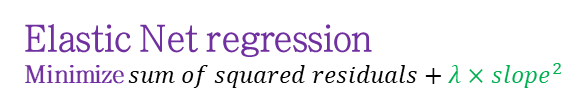 Elastic Net regression
Minimize sum of squared residuals + λ × slope²